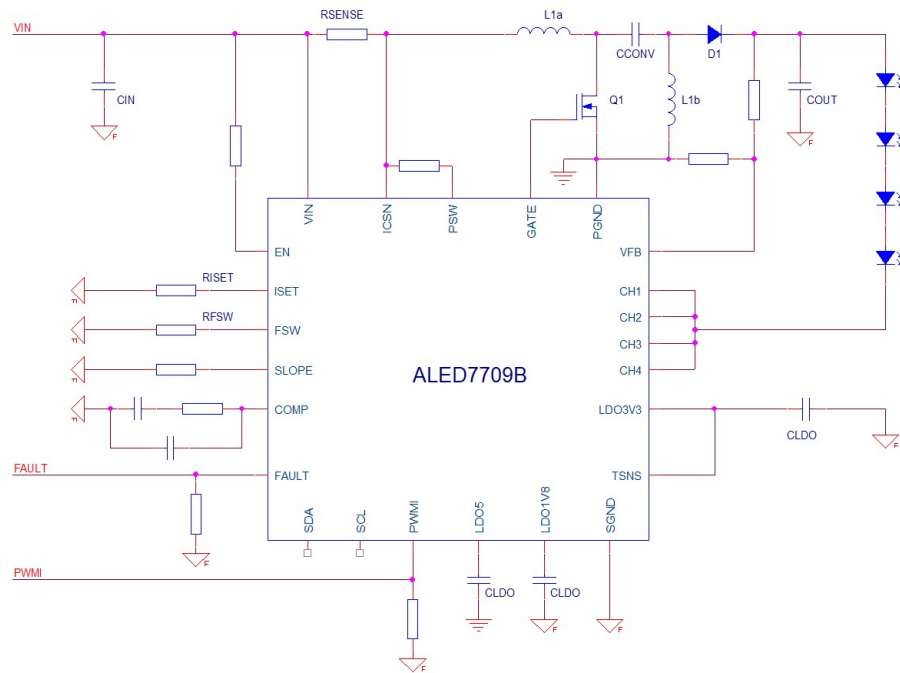 RSENSE
L1a
VIN
CCONV
D1
CIN
Q1
L1b
COUT
VIN
ICSN
PSW
GATE
PGND
EN
VFB
RISET
ISET
CH1
RFSW
CH2
FSW
CH3
SLOPE
CH4
ALED7709B
COMP
LDO3V3
CLDO
FAULT
FAULT
TSNS
SDA
SCL
PWMI
LDO5
LDO1V8
SGND
PWMI
CLDO
CLDO
F
F
F
F
F
F
F
F
F
F
F